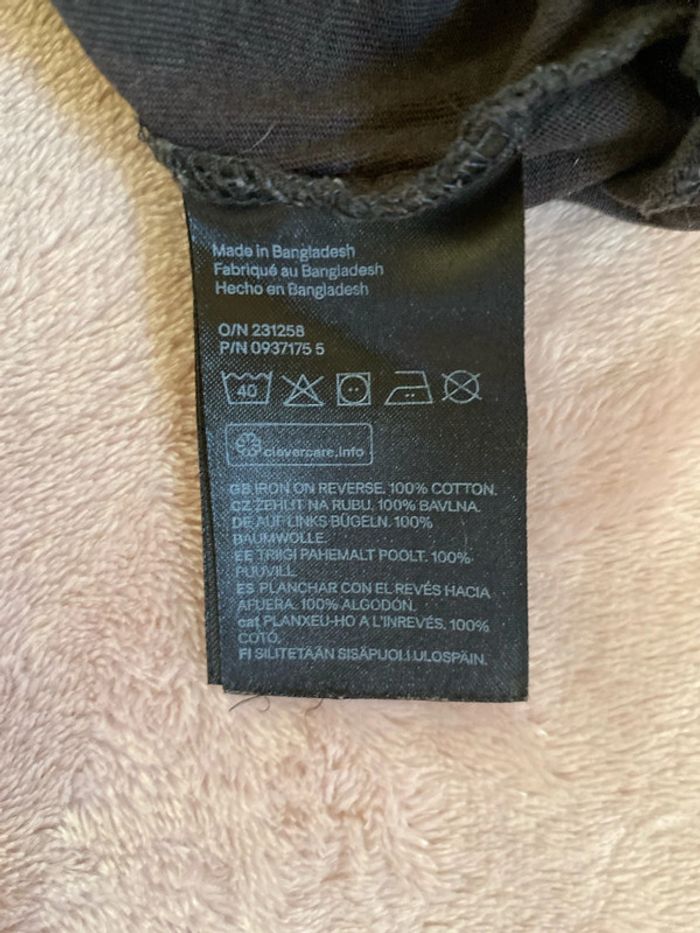 Made in Bangladesh
Fabriqué au Bangladesh
Hecho en Bangladesh
O/N 231258
P/N 0937175 5
40
clevercare.info
GB IRON ON REVERSE. 100% COTTON.
CZ ŽEHLIT NA RUBU. 100% BAVLNA.
DE AUF LINKS BÜGELN. 100%
BAUMWOLLE.
EE TRIIGI PAHEMALT POOLT. 100%
PUUVILL.
ES PLANCHAR CON EL REVÉS HACIA
AFUERA. 100% ALGODÓN.
cat PLANXEU-HO A L'INREVÉS. 100%
COTÓ.
FI SILITETÄÄN SISÄPUOLI ULOSPÄIN.